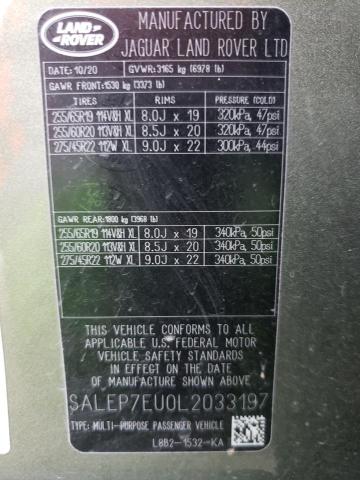 LAND
ROVER
MANUFACTURED BY
JAGUAR LAND ROVER LTD
DATE: 10/20 GVWR: 3165 kg (6978 lb)
GAWR FRONT: 1530 kg (3373 lb)
TIRES RIMS PRESSURE (COLD)
255/65R19 114V&H XL 8.0J x 19 320kPa, 47psi
255/60R20 113V&H XL 8.5J x 20 320kPa, 47psi
275/45R22 112W XL 9.0J x 22 300kPa, 44psi
GAWR REAR: 1800 kg (3968 lb)
255/65R19 114V&H XL 8.0J x 19 340kPa, 50psi
255/60R20 113V&H XL 8.5J x 20 340kPa, 50psi
275/45R22 112W XL 9.0J x 22 340kPa, 50psi
THIS VEHICLE CONFORMS TO ALL
APPLICABLE U.S. FEDERAL MOTOR
VEHICLE SAFETY STANDARDS
IN EFFECT ON THE DATE OF
MANUFACTURE SHOWN ABOVE
SALEP7EU0L2033197
TYPE: MULTI-PURPOSE PASSENGER VEHICLE
L8B2-1532-KA